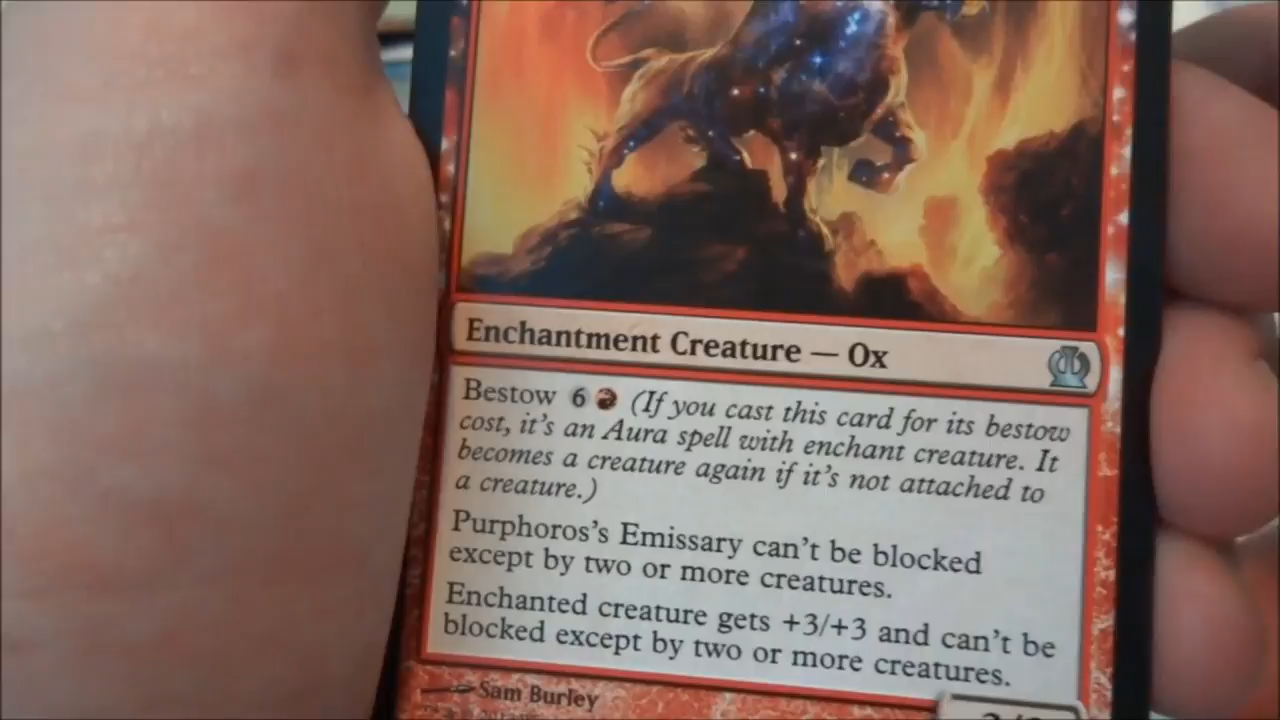 Enchantment Creature — Ox
Bestow 6 (If you cast this card for its bestow
cost, it's an Aura spell with enchant creature. It
becomes a creature again if it's not attached to
a creature.)
Purphoros's Emissary can't be blocked
except by two or more creatures.
Enchanted creature gets +3/+3 and can't be
blocked except by two or more creatures.
Sam Burley